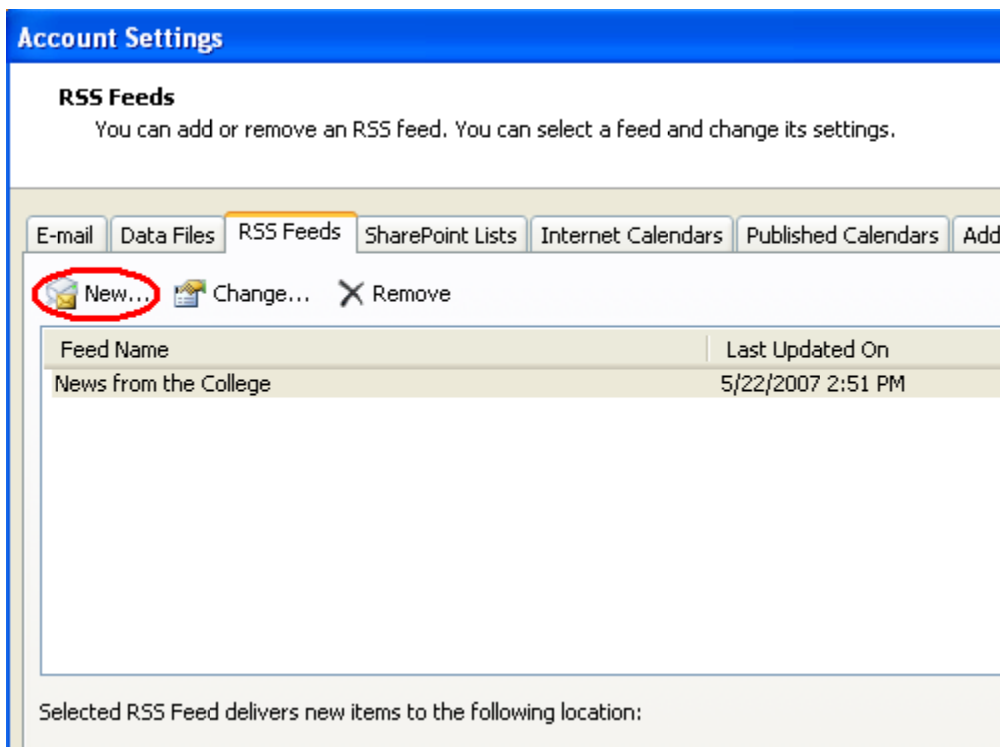 Account Settings
RSS Feeds
You can add or remove an RSS feed. You can select a feed and change its settings.
E-mail Data Files RSS Feeds SharePoint Lists Internet Calendars Published Calendars Add
New... Change... Remove
Feed Name Last Updated On
News from the College 5/22/2007 2:51 PM
Selected RSS Feed delivers new items to the following location: